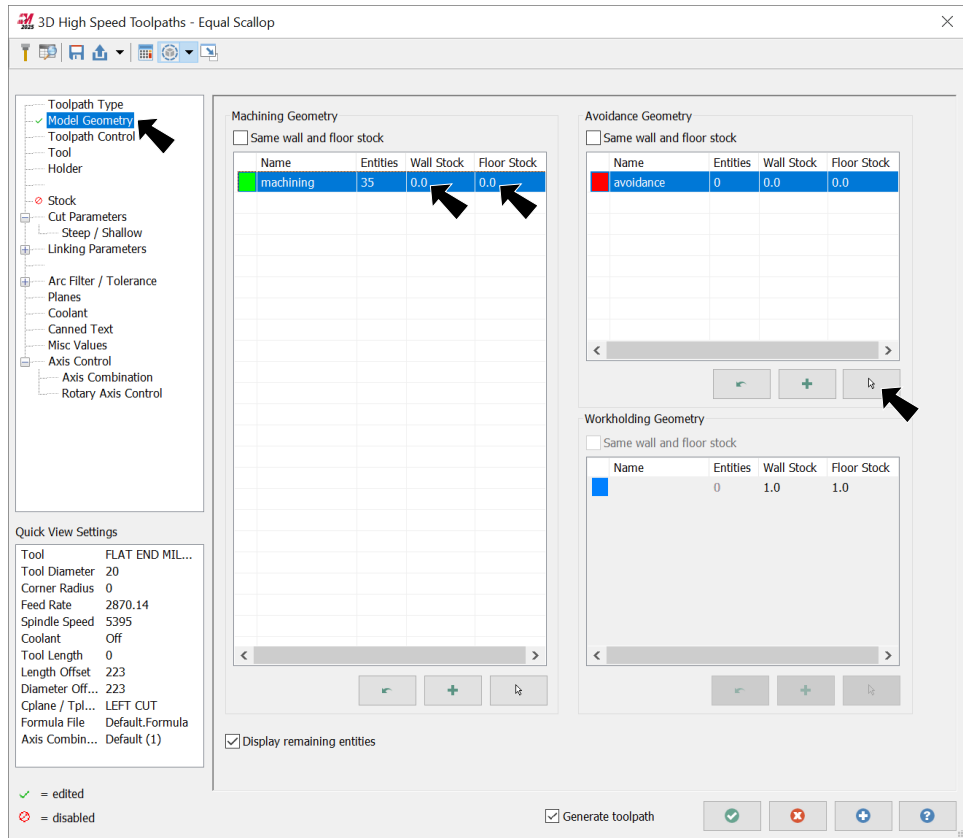 3D High Speed Toolpaths - Equal Scallop
2025
Toolpath Type
Model Geometry
Toolpath Control
Tool
Holder
Stock
Cut Parameters
Steep / Shallow
Linking Parameters
Arc Filter / Tolerance
Planes
Coolant
Canned Text
Misc Values
Axis Control
Axis Combination
Rotary Axis Control
Quick View Settings
Tool FLAT END MIL...
Tool Diameter 20
Corner Radius 0
Feed Rate 2870.14
Spindle Speed 5395
Coolant Off
Tool Length 0
Length Offset 223
Diameter Off... 223
Cplane / Tpl... LEFT CUT
Formula File Default.Formula
Axis Combin... Default (1)
= edited
= disabled
Machining Geometry
Same wall and floor stock
Name Entities Wall Stock Floor Stock
machining 35 0.0 0.0
Display remaining entities
Avoidance Geometry
Same wall and floor stock
Name Entities Wall Stock Floor Stock
avoidance 0 0.0 0.0
Workholding Geometry
Same wall and floor stock
Name Entities Wall Stock Floor Stock
0 1.0 1.0
Generate toolpath